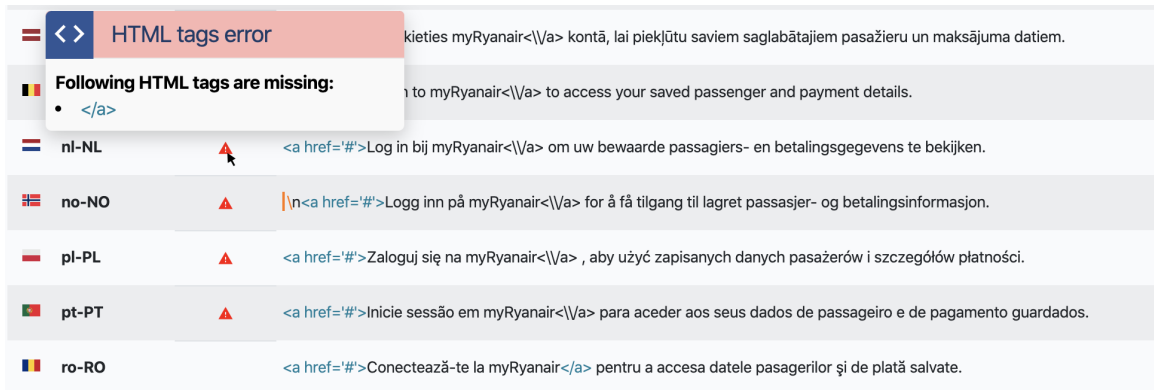 < > HTML tags error
kieties myRyanair<\\/a> kontā, lai piekļūtu saviem saglabātajiem pasažieru un maksājuma datiem.
Following HTML tags are missing:
• </a>
to myRyanair<\\/a> to access your saved passenger and payment details.
nl-NL <a href='#'>Log in bij myRyanair<\\/a> om uw bewaarde passagiers- en betalingsgegevens te bekijken.
no-NO \n<a href='#'>Logg inn på myRyanair<\\/a> for å få tilgang til lagret passasjer- og betalingsinformasjon.
pl-PL <a href='#'>Zaloguj się na myRyanair<\\/a> , aby użyć zapisanych danych pasażerów i szczegółów płatności.
pt-PT <a href='#'>Inicie sessão em myRyanair<\\/a> para aceder aos seus dados de passageiro e de pagamento guardados.
ro-RO <a href='#'>Conectează-te la myRyanair</a> pentru a accesa datele pasagerilor şi de plată salvate.